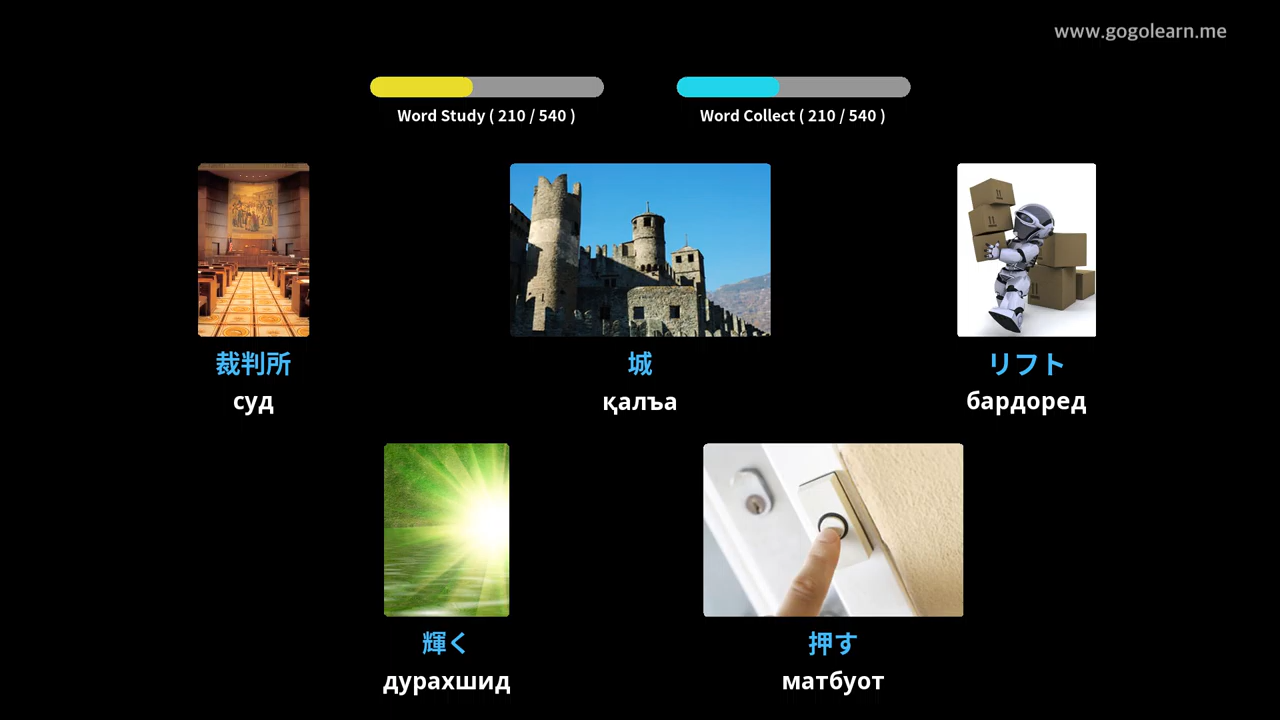 www.gogolearn.me
Word Study ( 210 / 540 )
Word Collect ( 210 / 540 )
裁判所
суд
城
қалъа
リフト
бардоред
輝く
дурахшид
押す
матбуот